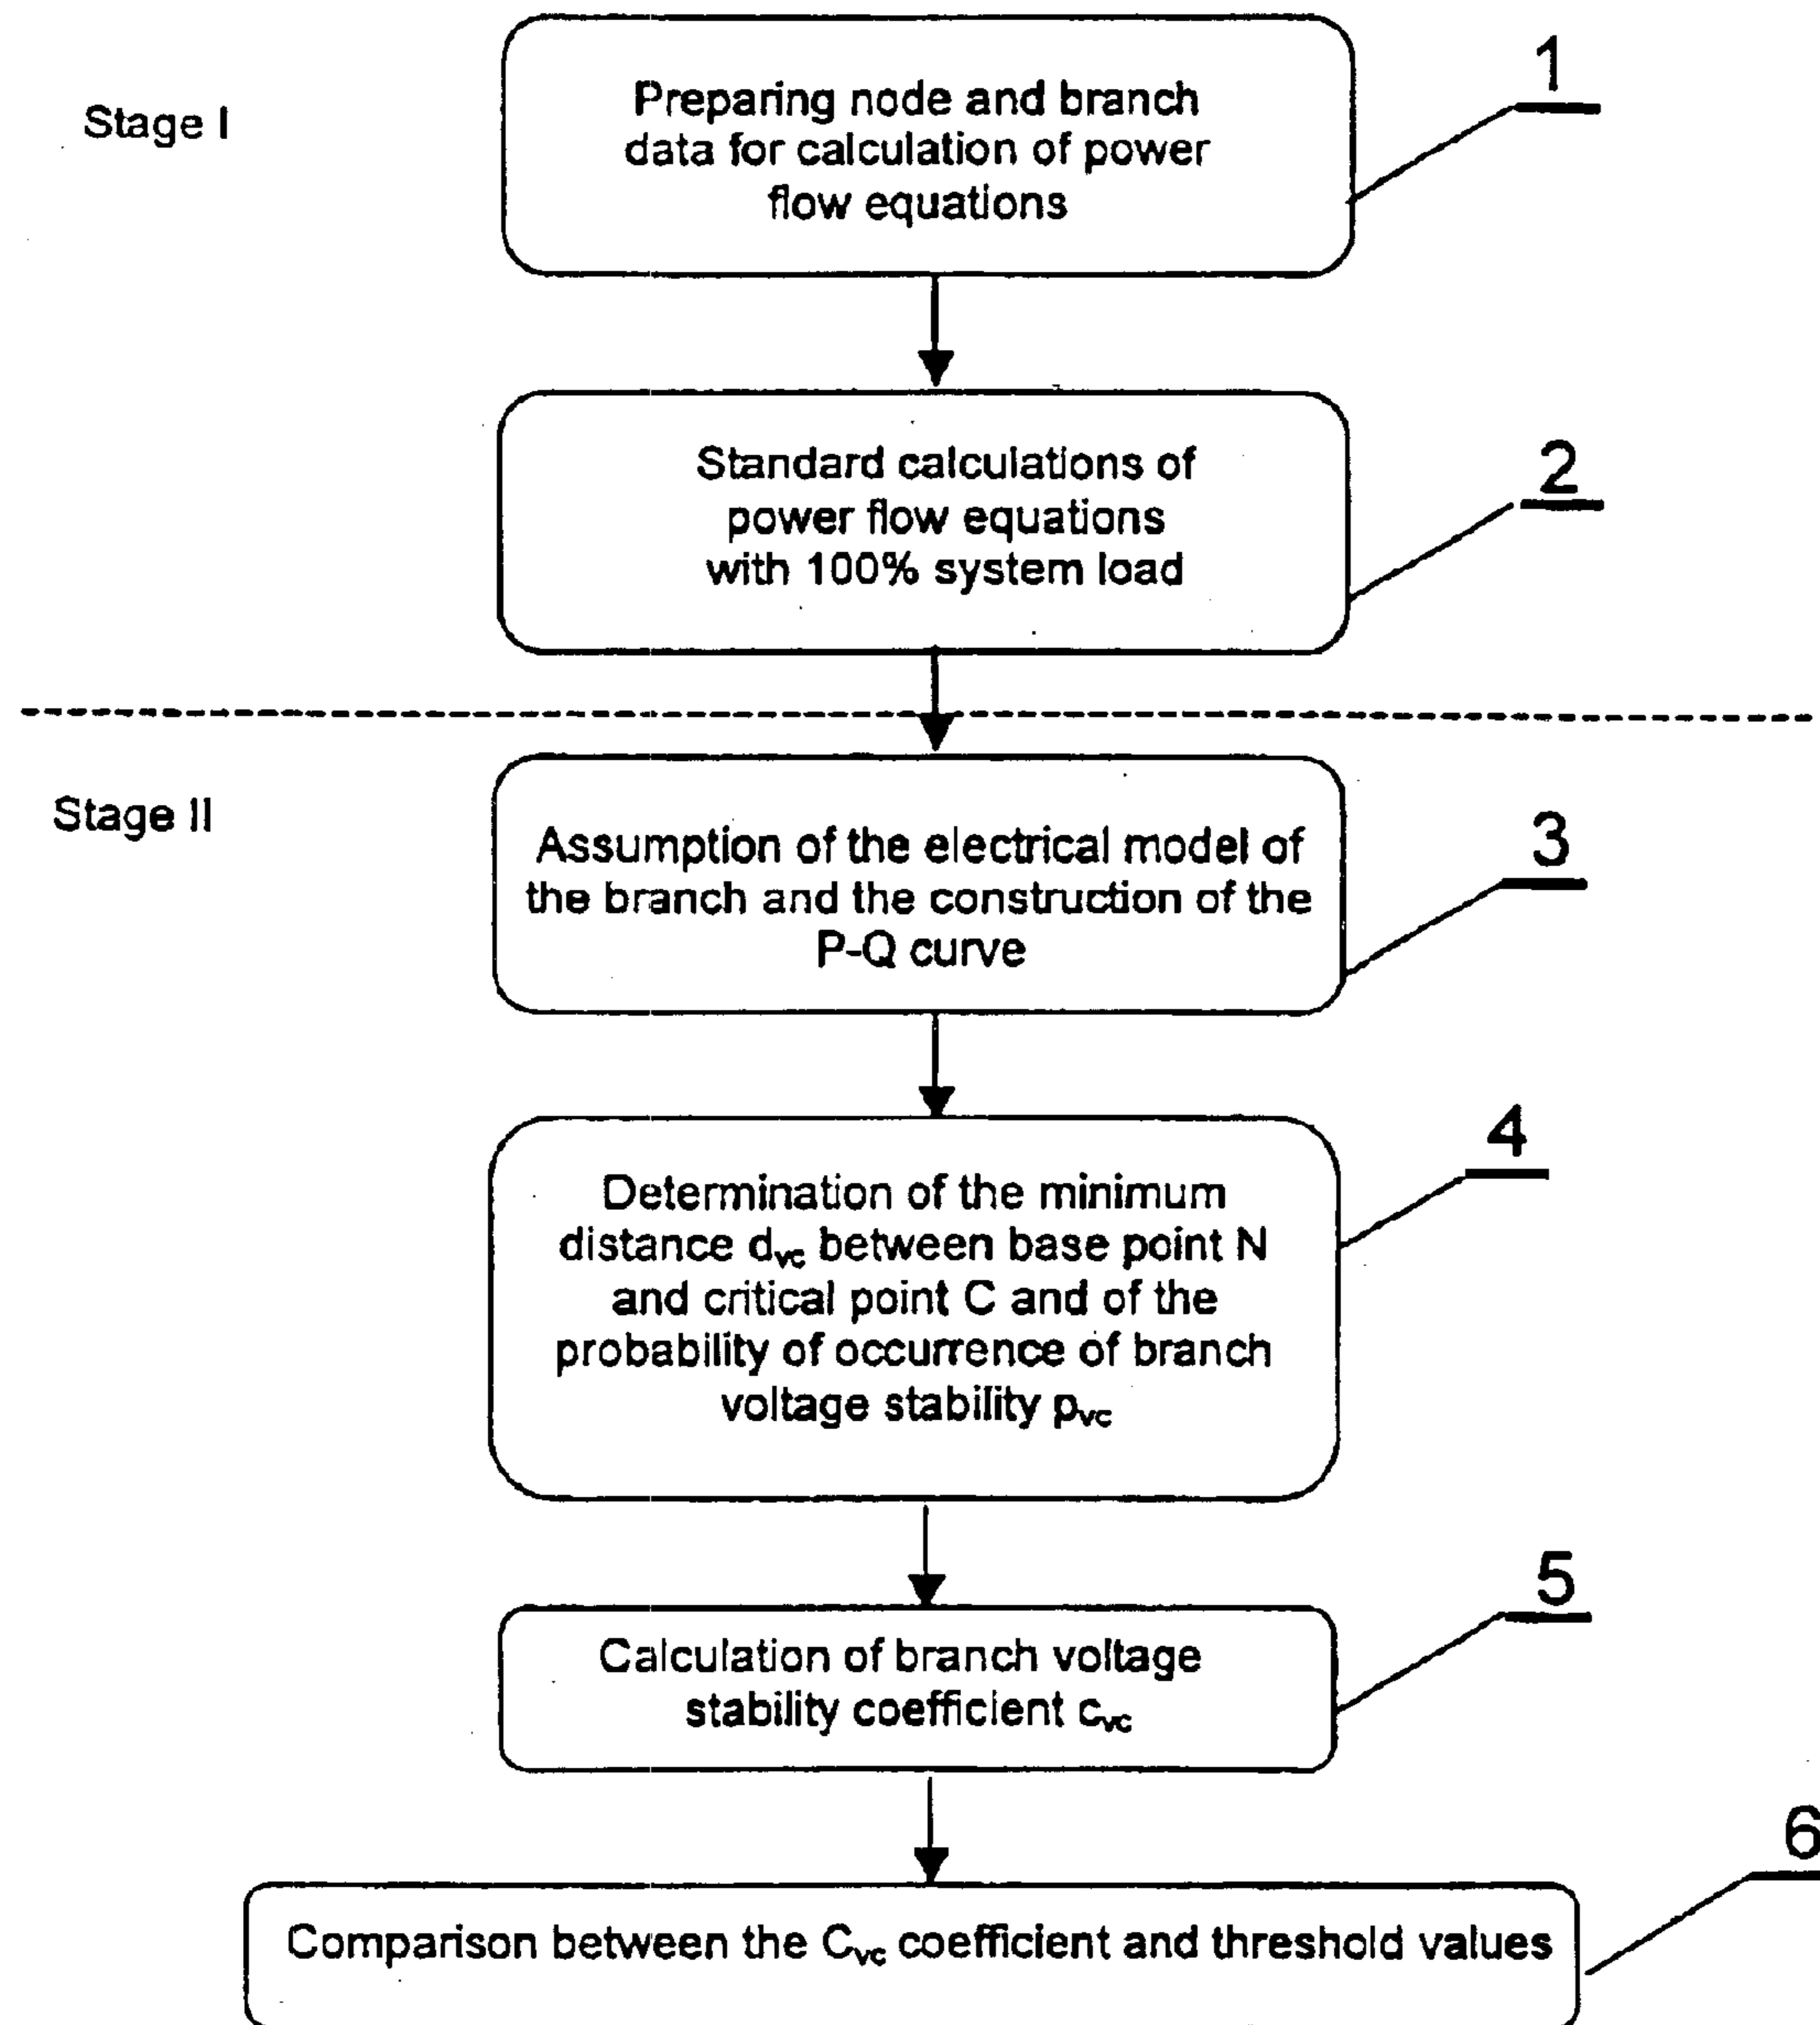 Stage I
Preparing node and branch
data for calculation of power
flow equations
1
Standard calculations of
power flow equations
with 100% system load
2
Stage II
Assumption of the electrical model of
the branch and the construction of the
P-Q curve
3
Determination of the minimum
distance dvc between base point N
and critical point C and of the
probability of occurrence of branch
voltage stability pvc
4
Calculation of branch voltage
stability coefficient cvc
5
Comparison between the Cvc coefficient and threshold values
6